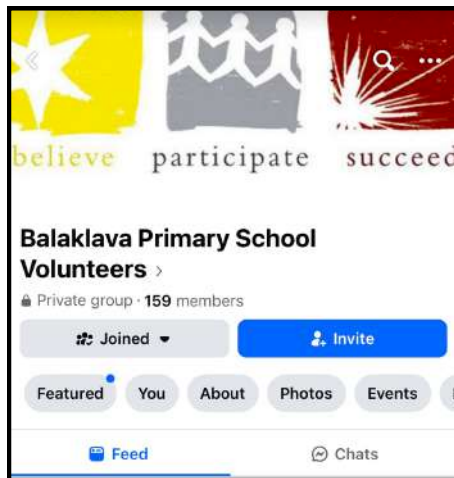 believe participate succeed
Balaklava Primary School
Volunteers
Private group · 159 members
Joined Invite
Featured You About Photos Events
Feed Chats